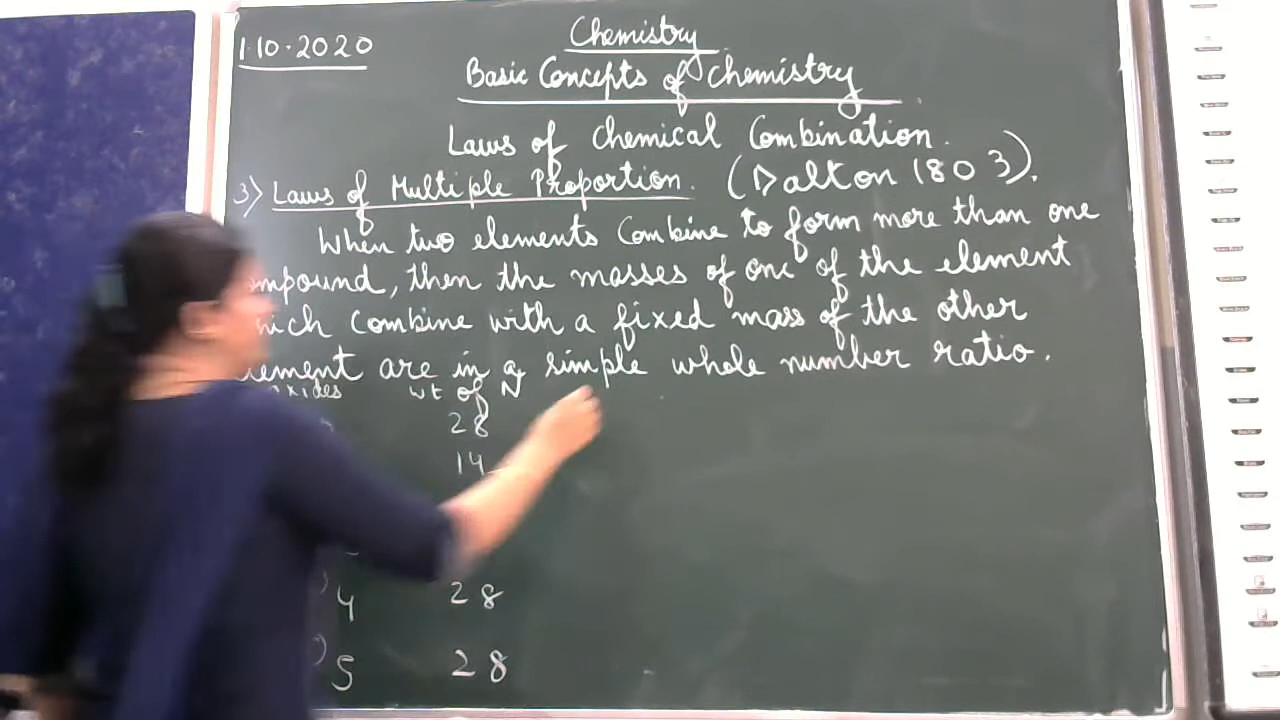 1.10.2020
Chemistry
Basic Concepts of Chemistry
Laws of Chemical Combination.
3) Laws of Multiple Proportion. (Dalton 1803).
When two elements Combine to form more than one
ompound, then the masses of one of the element
hich Combine with a fixed mass of the other
ement are in a simple whole number ratio.
oxides wt of N
28
14
4 28
5 28